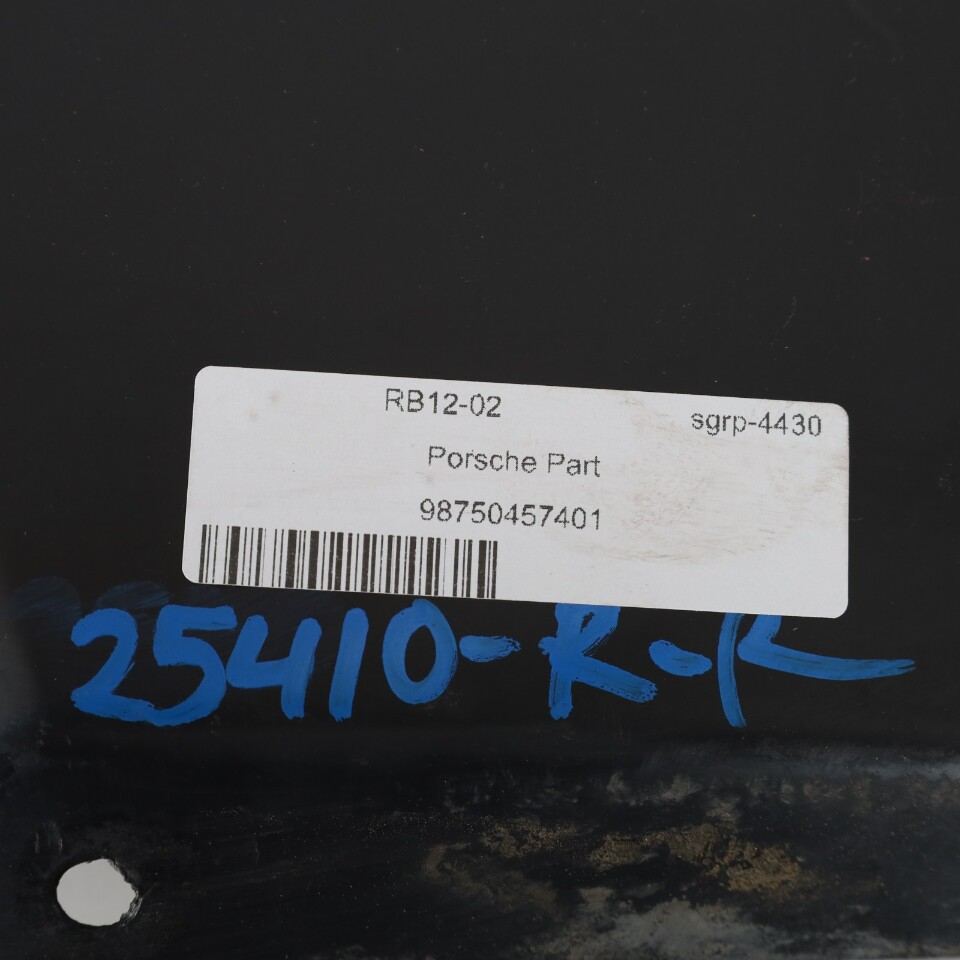 RB12-02 sgrp-4430
Porsche Part
98750457401
25410-R-R